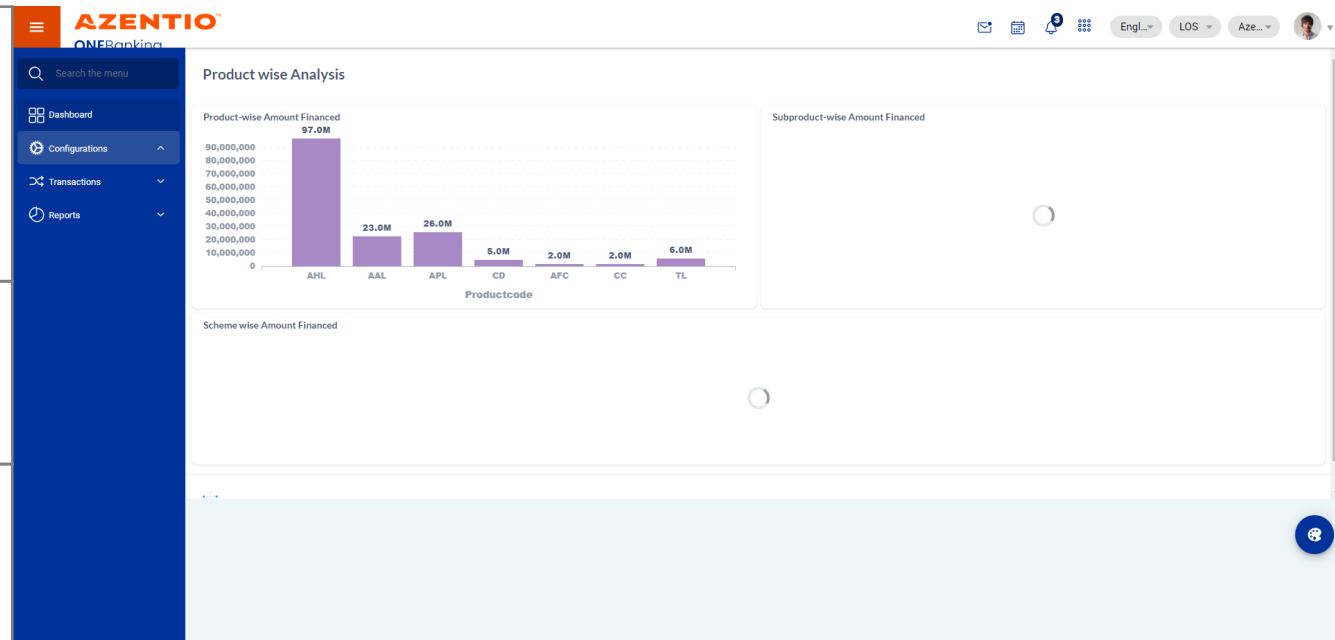 AZENTIO
ONEBanking
3
Engl...
LOS
Aze...
Search the menu
Dashboard
Configurations
Transactions
Reports
Product wise Analysis
Product-wise Amount Financed
97.0M
90,000,000
80,000,000
70,000,000
60,000,000
50,000,000
40,000,000
30,000,000
20,000,000
10,000,000
0
23.0M
26.0M
5.0M
2.0M
2.0M
6.0M
AHL AAL APL CD AFC CC TL
Productcode
Subproduct-wise Amount Financed
Scheme wise Amount Financed